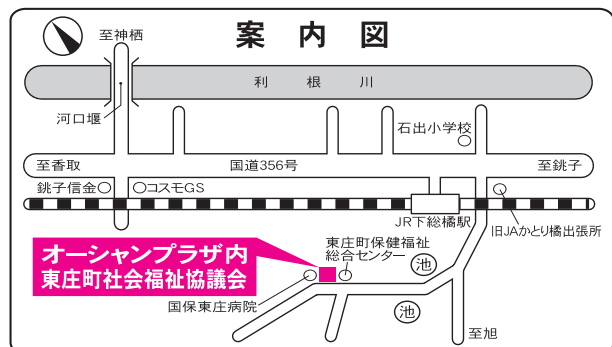 案内図
至神栖
利根川
河口堰
石出小学校
至香取
国道356号
至銚子
銚子信金
コスモGS
JR下総橘駅
旧JAかとり橘出張所
オーシャンプラザ内
東庄町社会福祉協議会
東庄町保健福祉
総合センター
池
国保東庄病院
池
至旭